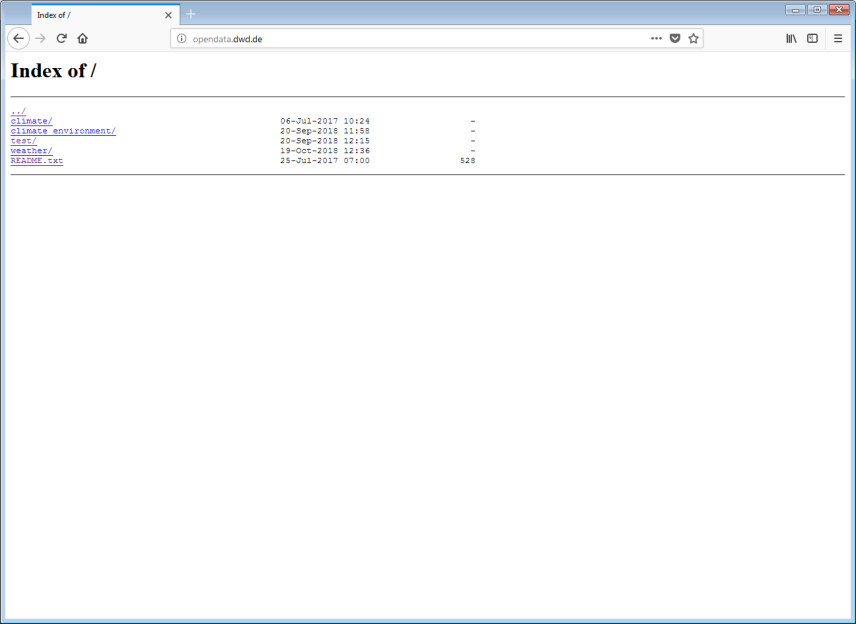 Index of /
opendata.dwd.de
Index of /
../
climate/ 06-Jul-2017 10:24 -
climate_environment/ 20-Sep-2018 11:58 -
test/ 20-Sep-2018 12:15 -
weather/ 19-Oct-2018 12:36 -
README.txt 25-Jul-2017 07:00 528